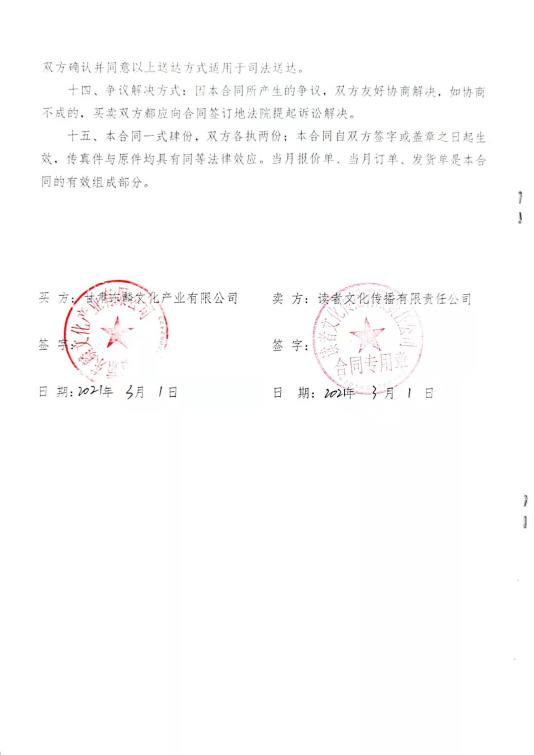 双方确认并同意以上送达方式适用于司法送达。
十四、争议解决方式：因本合同所产生的争议，双方友好协商解决，如协商
不成的，买卖双方都应向合同签订地法院提起诉讼解决。
十五、本合同一式肆份，双方各执两份；本合同自双方签字或盖章之日起生
效，传真件与原件均具有同等法律效应。当月报价单、当月订单、发货单是本合
同的有效组成部分。
买 方：甘肃东麟文化产业有限公司
卖 方：读者文化传播有限责任公司
签 字：
签 字：
合同专用章
日 期：2021年 3月 1日
日 期：2021年 3月 1日